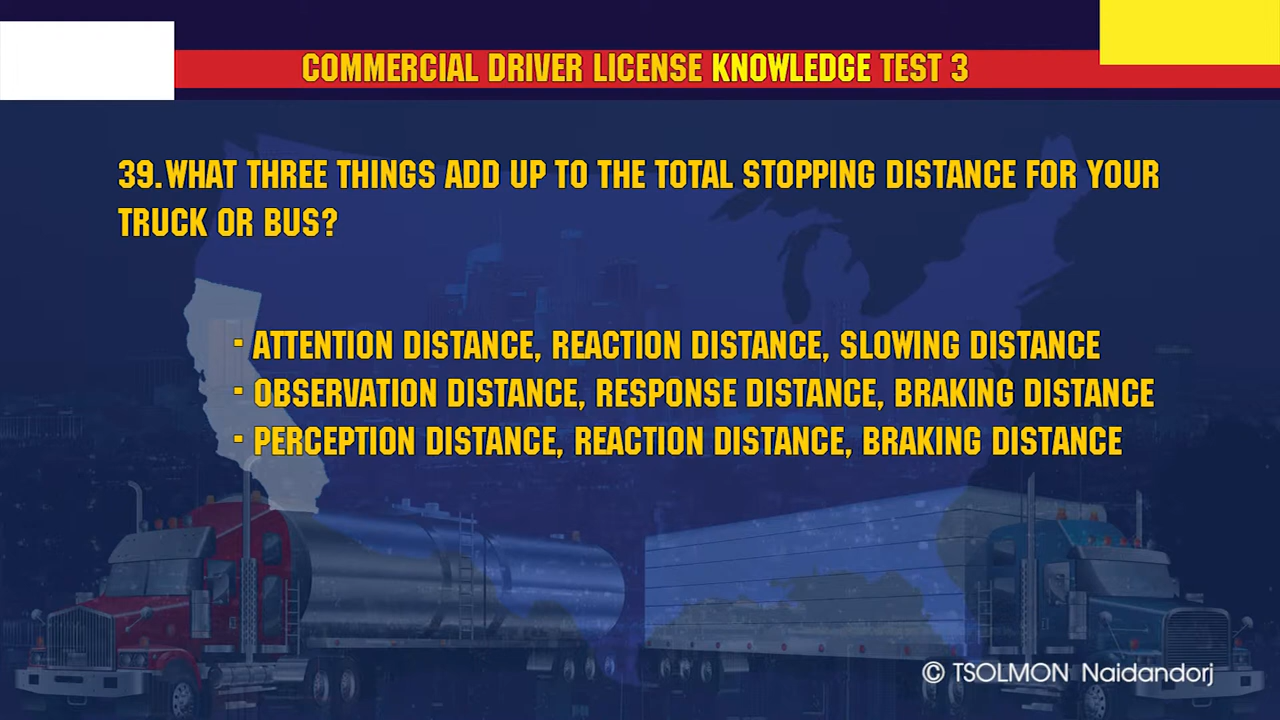 COMMERCIAL DRIVER LICENSE KNOWLEDGE TEST 3
39.WHAT THREE THINGS ADD UP TO THE TOTAL STOPPING DISTANCE FOR YOUR
TRUCK OR BUS?
- ATTENTION DISTANCE, REACTION DISTANCE, SLOWING DISTANCE
- OBSERVATION DISTANCE, RESPONSE DISTANCE, BRAKING DISTANCE
- PERCEPTION DISTANCE, REACTION DISTANCE, BRAKING DISTANCE
© TSOLMON Naidandorj